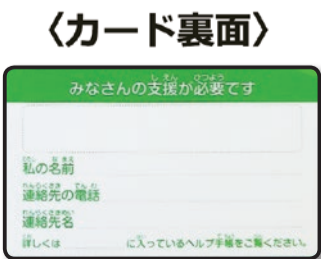 〈カード裏面〉
みなさんの支援が必要です
私の名前
連絡先の電話
連絡先名
詳しくは に入っているヘルプ手帳をご覧ください。